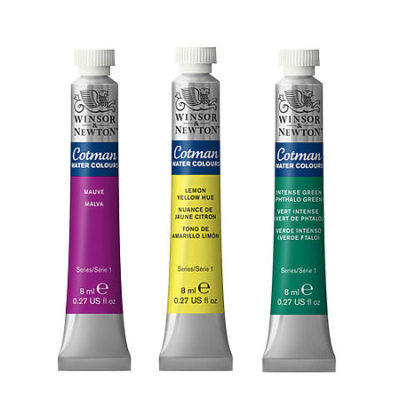 WINSOR
& NEWTON
Cotman
WATER COLOURS
MAUVE
MALVA
Series/Série 1
8 ml e
0.27 US fl oz
WINSOR
& NEWTON
Cotman
WATER COLOURS
LEMON
YELLOW HUE
NUANCE DE
JAUNE CITRON
TONO DE
AMARILLO LIMÓN
Series/Série 1
8 ml e
0.27 US fl oz
WINSOR
& NEWTON
Cotman
WATER COLOURS
INTENSE GREEN
(PHTHALO GREEN)
VERT INTENSE
(VERT DE PHTALO)
VERDE INTENSO
(VERDE FTALO)
Series/Série 1
8 ml e
0.27 US fl oz